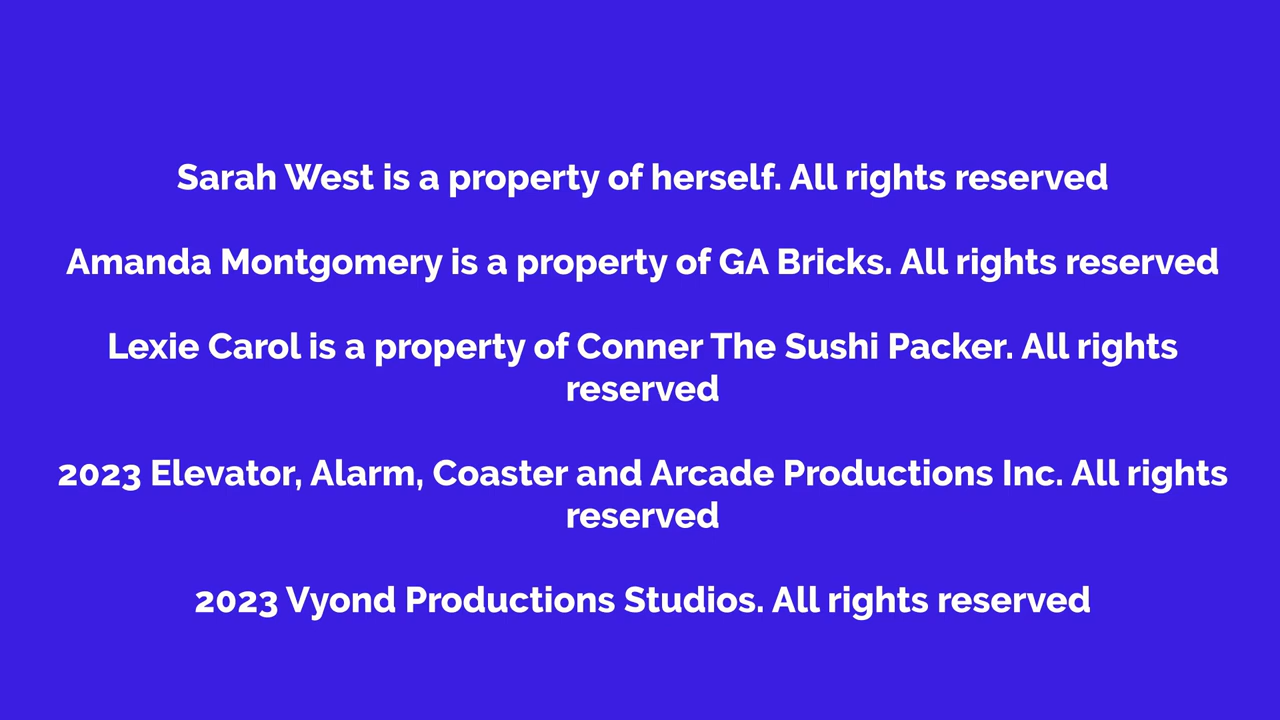 Sarah West is a property of herself. All rights reserved
Amanda Montgomery is a property of GA Bricks. All rights reserved
Lexie Carol is a property of Conner The Sushi Packer. All rights
reserved
2023 Elevator, Alarm, Coaster and Arcade Productions Inc. All rights
reserved
2023 Vyond Productions Studios. All rights reserved